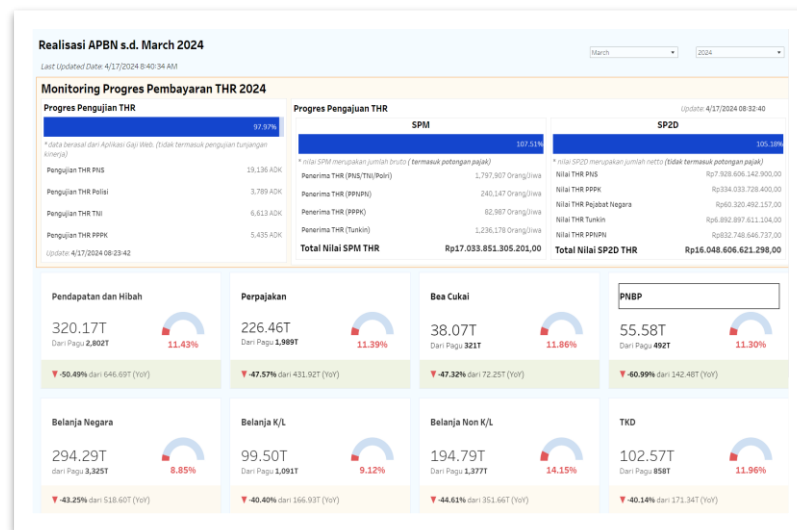 Realisasi APBN s.d. March 2024
March
2024
Last Updated Date: 4/17/2024 8:40:34 AM
Monitoring Progres Pembayaran THR 2024
Progres Pengujian THR
97.97%
* data berasal dari Aplikasi Gaji Web. (tidak termasuk pengujian tunjangan
kinerja)
Pengujian THR PNS 19,136 ADK
Pengujian THR Polisi 3,789 ADK
Pengujian THR TNI 6,613 ADK
Pengujian THR PPPK 5,435 ADK
Update: 4/17/2024 08:23:42
Progres Pengajuan THR
Update: 4/17/2024 08:32:40
SPM
107.51%
* nilai SPM merupakan jumlah bruto ( termasuk potongan pajak)
Penerima THR (PNS/TNI/Polri) 1,797,907 Orang/Jiwa
Penerima THR (PPNPN) 240,147 Orang/Jiwa
Penerima THR (PPPK) 82,987 Orang/Jiwa
Penerima THR (Tunkin) 1,236,178 Orang/Jiwa
Total Nilai SPM THR Rp17.033.851.305.201,00
SP2D
105.18%
* nilai SP2D merupakan jumlah netto (tidak termasuk potongan pajak)
Nilai THR PNS Rp7.928.606.142.900,00
Nilai THR PPPK Rp334.033.728.400,00
Nilai THR Pejabat Negara Rp60.320.492.157,00
Nilai THR Tunkin Rp6.892.897.611.104,00
Nilai THR PPNPN Rp832.748.646.737,00
Total Nilai SP2D THR Rp16.048.606.621.298,00
Pendapatan dan Hibah
320.17T
Dari Pagu 2,802T
11.43%
▼ -50.49% dari 646.69T (YoY)
Perpajakan
226.46T
Dari Pagu 1,989T
11.39%
▼ -47.57% dari 431.92T (YoY)
Bea Cukai
38.07T
Dari Pagu 321T
11.86%
▼ -47.32% dari 72.25T (YoY)
PNBP
55.58T
Dari Pagu 492T
11.30%
▼ -60.99% dari 142.48T (YoY)
Belanja Negara
294.29T
dari Pagu 3,325T
8.85%
▼ -43.25% dari 518.60T (YoY)
Belanja K/L
99.50T
Dari Pagu 1,091T
9.12%
▼ -40.40% dari 166.93T (YoY)
Belanja Non K/L
194.79T
Dari Pagu 1,377T
14.15%
▼ -44.61% dari 351.66T (YoY)
TKD
102.57T
Dari Pagu 858T
11.96%
▼ -40.14% dari 171.34T (YoY)